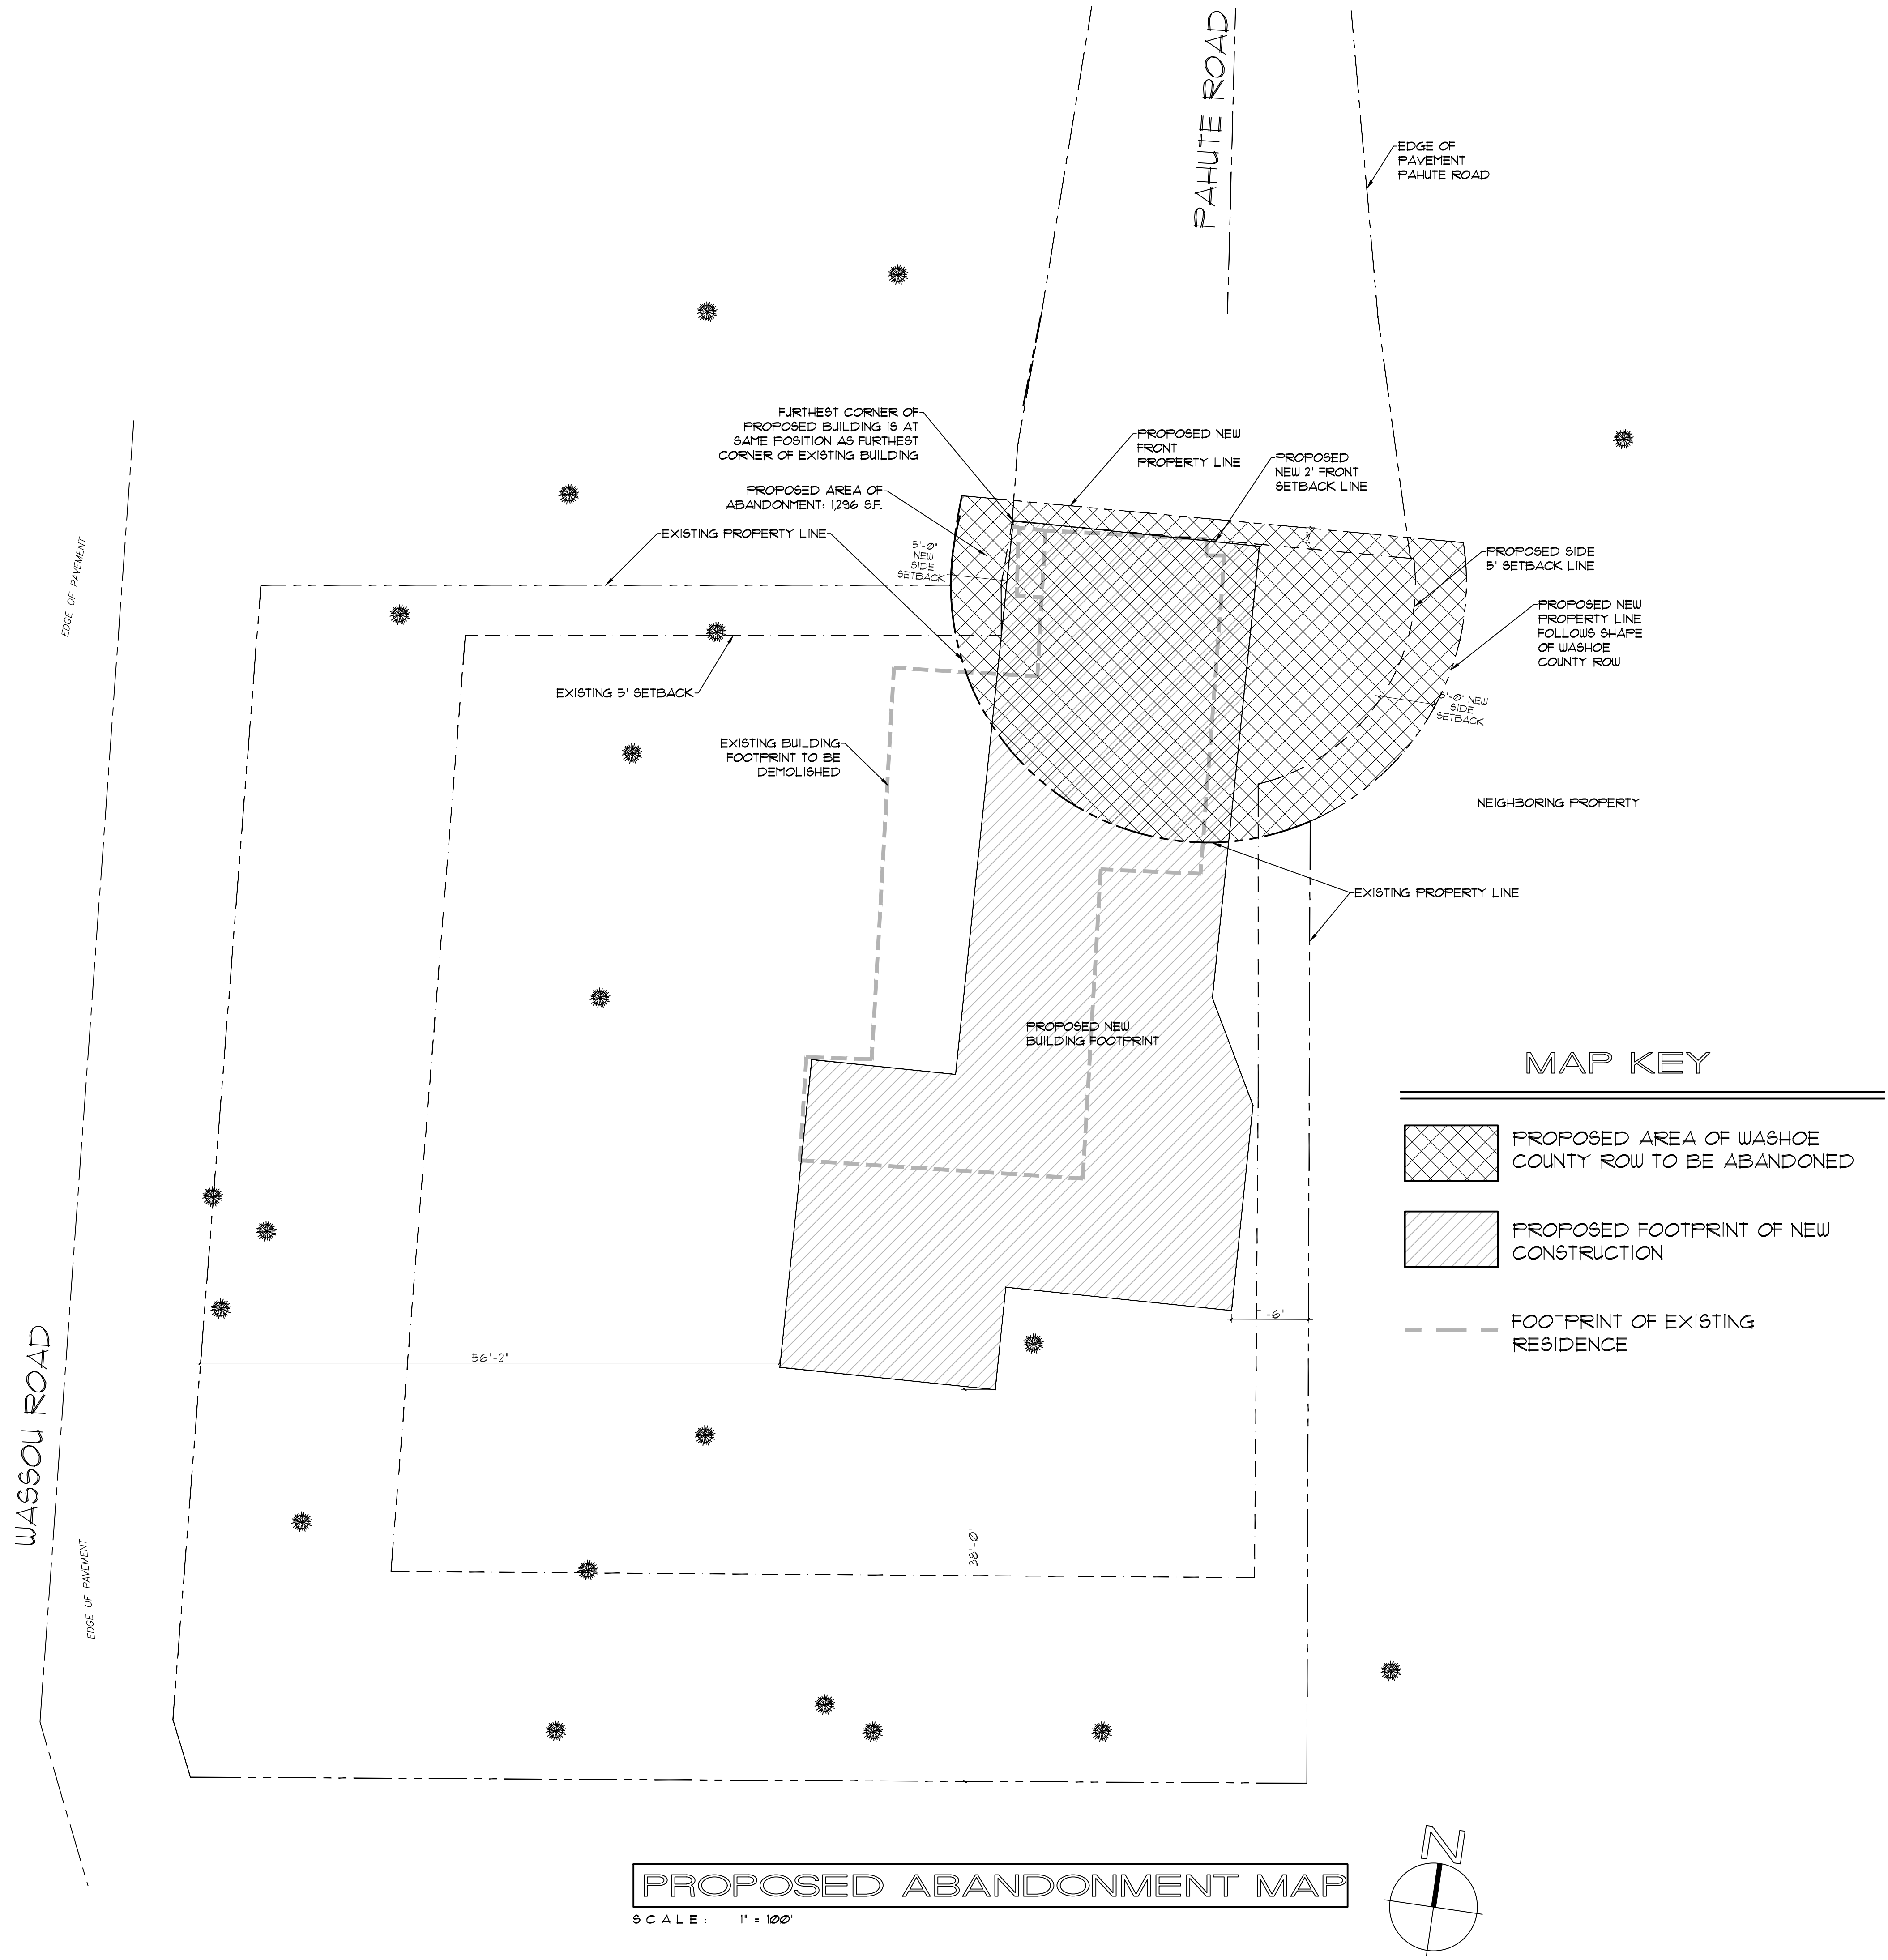 PAHUTE ROAD
EDGE OF
PAVEMENT
PAHUTE ROAD
FURTHEST CORNER OF
PROPOSED BUILDING IS AT
SAME POSITION AS FURTHEST
CORNER OF EXISTING BUILDING
PROPOSED NEW
FRONT
PROPERTY LINE
PROPOSED
NEW 2' FRONT
SETBACK LINE
PROPOSED AREA OF
ABANDONMENT: 1,296 S.F.
EXISTING PROPERTY LINE
5'-0"
NEW
SIDE
SETBACK
PROPOSED SIDE
5' SETBACK LINE
PROPOSED NEW
PROPERTY LINE
FOLLOWS SHAPE
OF WASHOE
COUNTY ROW
5'-0" NEW
SIDE
SETBACK
EDGE OF PAVEMENT
EXISTING 5' SETBACK
EXISTING BUILDING
FOOTPRINT TO BE
DEMOLISHED
NEIGHBORING PROPERTY
EXISTING PROPERTY LINE
PROPOSED NEW
BUILDING FOOTPRINT
MAP KEY
PROPOSED AREA OF WASHOE
COUNTY ROW TO BE ABANDONED
PROPOSED FOOTPRINT OF NEW
CONSTRUCTION
FOOTPRINT OF EXISTING
RESIDENCE
56'-2"
38'-0"
WASSOU ROAD
EDGE OF PAVEMENT
PROPOSED ABANDONMENT MAP
SCALE: 1" = 100'
N